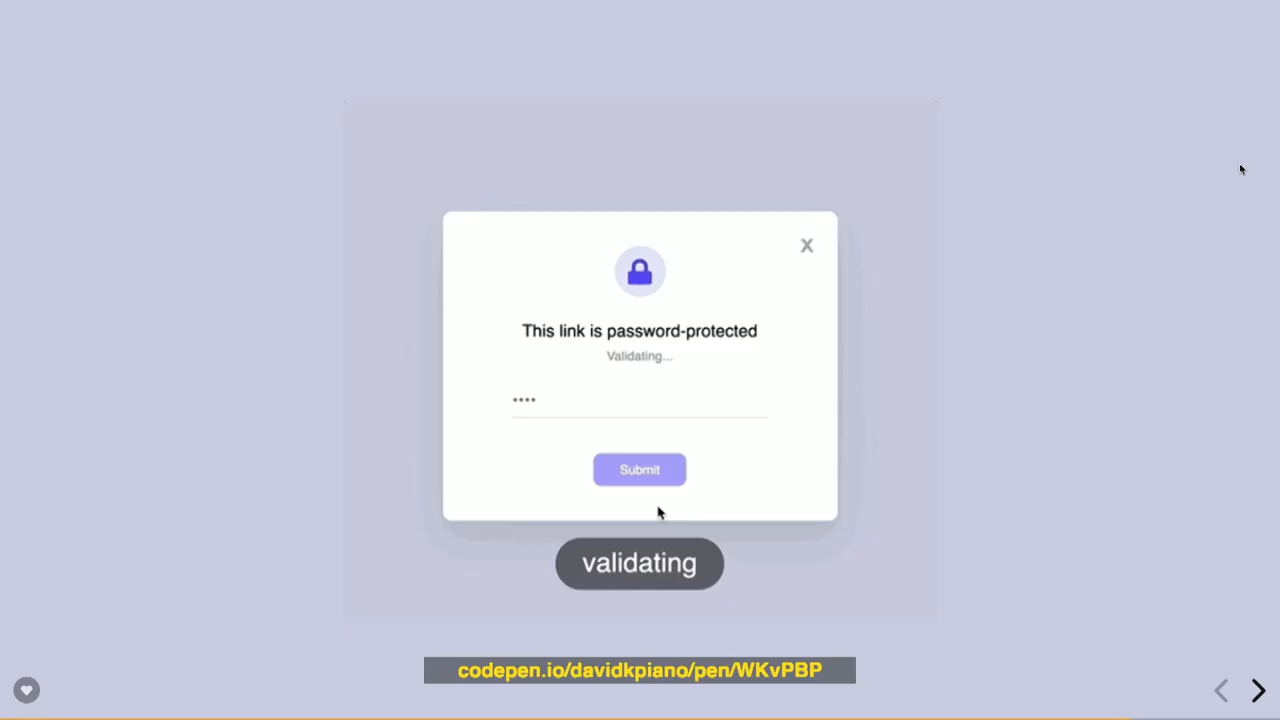 X
This link is password-protected
Validating...
••••
Submit
validating
codepen.io/davidkpiano/pen/WKvPBP